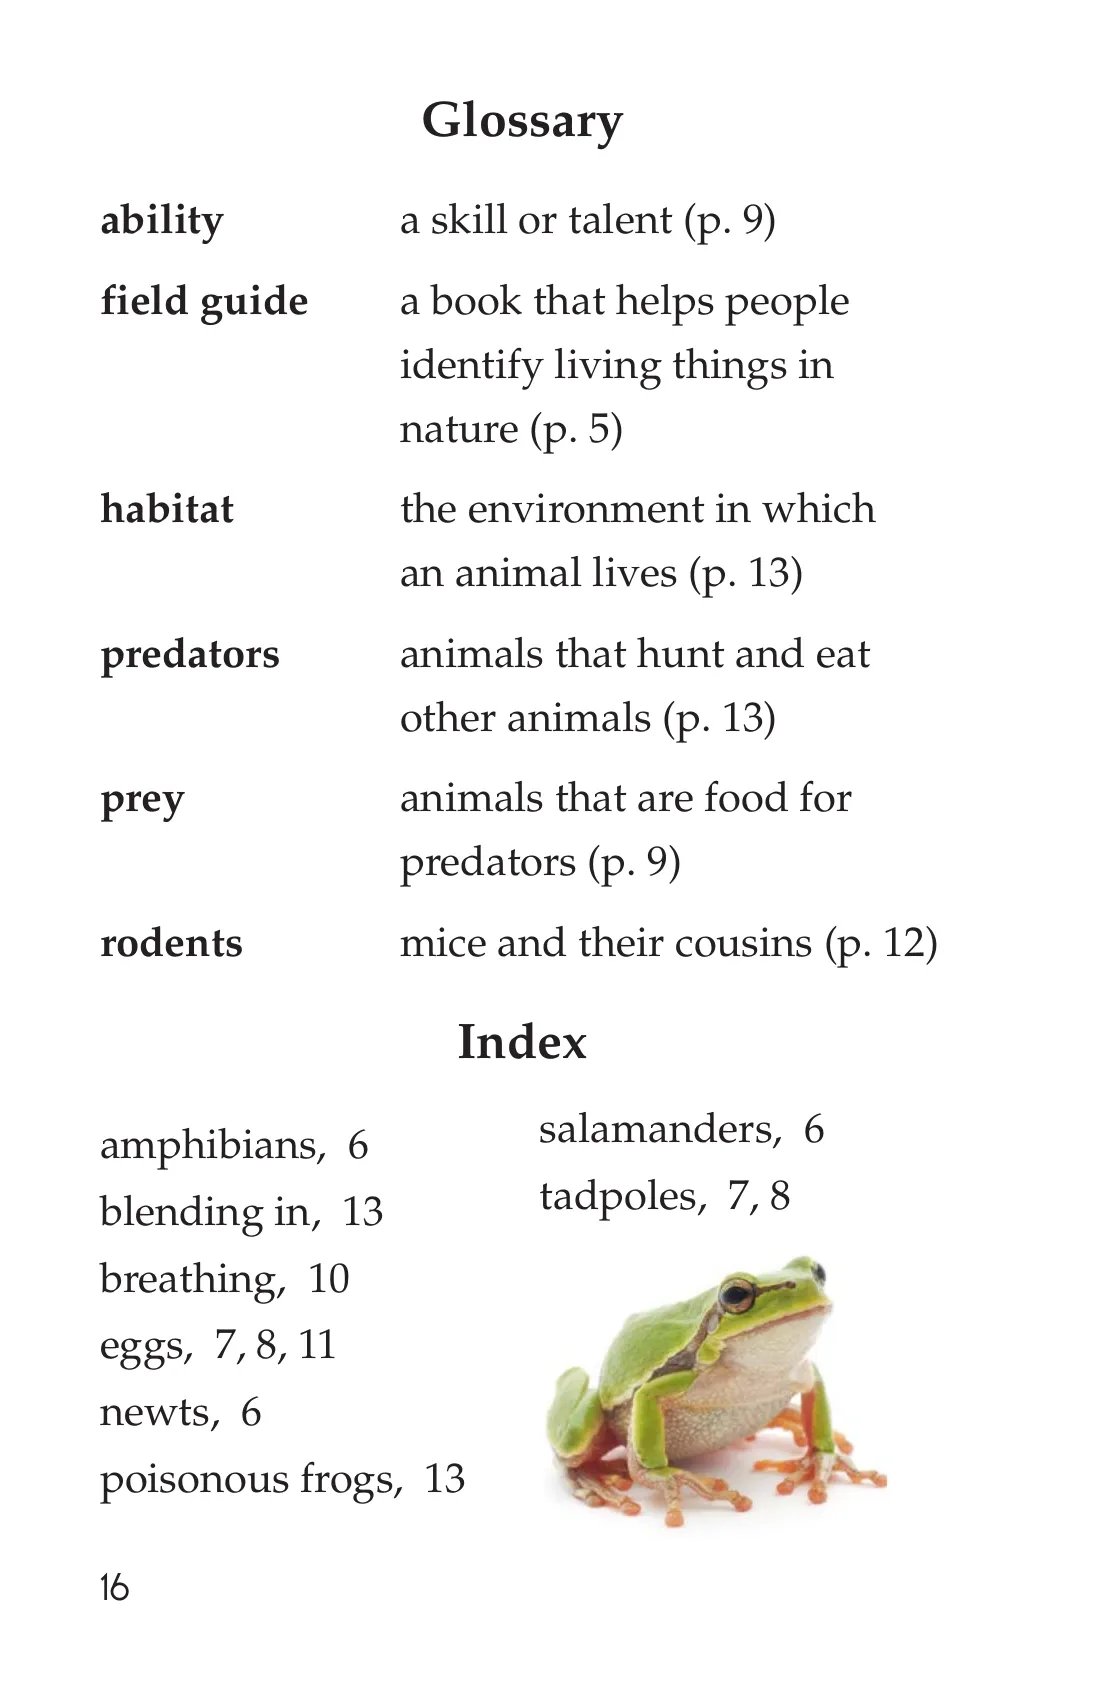 Glossary
ability a skill or talent (p. 9)
field guide a book that helps people
identify living things in
nature (p. 5)
habitat the environment in which
an animal lives (p. 13)
predators animals that hunt and eat
other animals (p. 13)
prey animals that are food for
predators (p. 9)
rodents mice and their cousins (p. 12)
Index
amphibians, 6
blending in, 13
breathing, 10
eggs, 7, 8, 11
newts, 6
poisonous frogs, 13
salamanders, 6
tadpoles, 7, 8
16